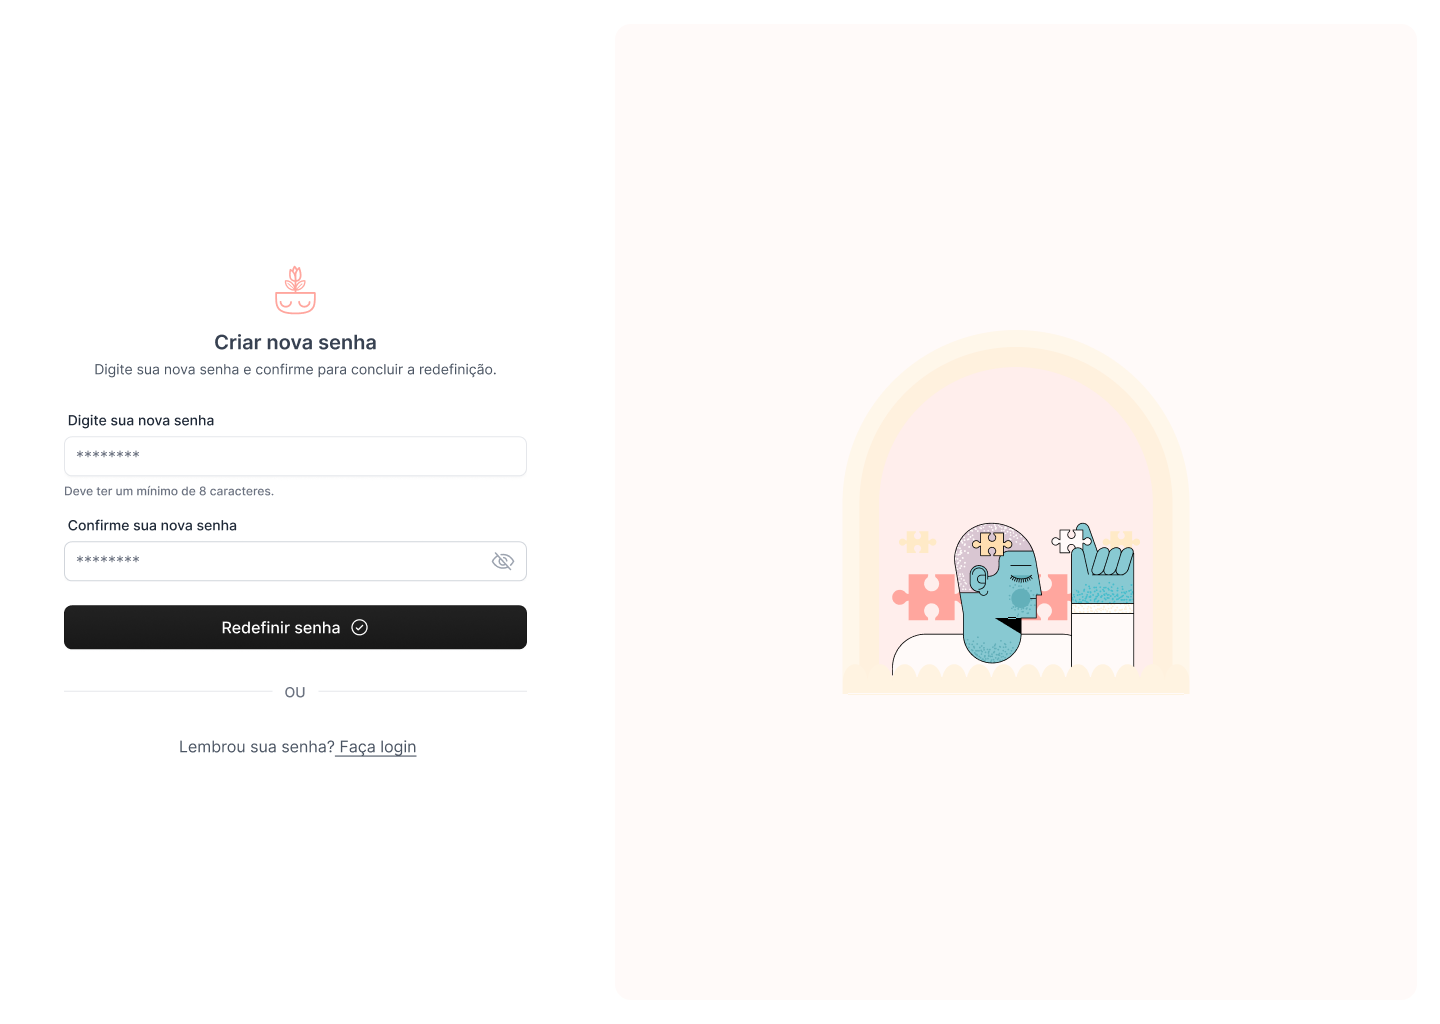 Criar nova senha
Digite sua nova senha e confirme para concluir a redefinição.
Digite sua nova senha
********
Deve ter um mínimo de 8 caracteres.
Confirme sua nova senha
********
Redefinir senha
OU
Lembrou sua senha? Faça login